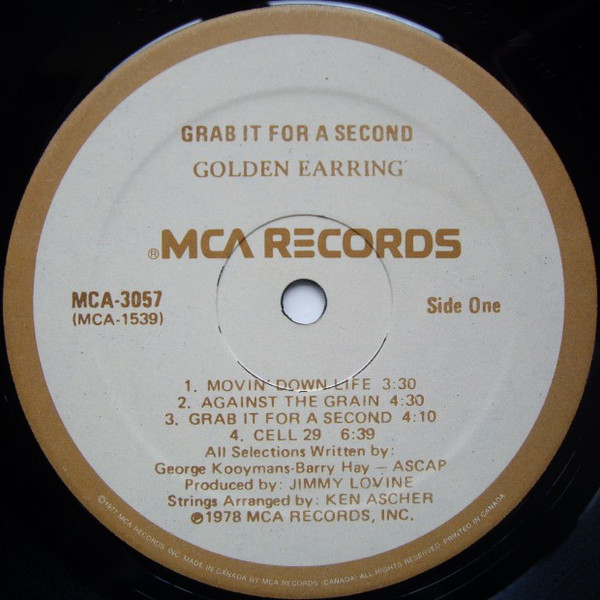 GRAB IT FOR A SECOND
GOLDEN EARRING
®MCA RECORDS
MCA-3057
(MCA-1539)
Side One
1. MOVIN' DOWN LIFE 3:30
2. AGAINST THE GRAIN 4:30
3. GRAB IT FOR A SECOND 4:10
4. CELL 29 6:39
All Selections Written by:
George Kooymans-Barry Hay – ASCAP
Produced by: JIMMY LOVINE
Strings Arranged by: KEN ASCHER
℗1978 MCA RECORDS, INC.
©1977 MCA RECORDS, INC. MADE IN CANADA BY MCA RECORDS (CANADA) ALL RIGHTS RESERVED. PRINTED IN CANADA